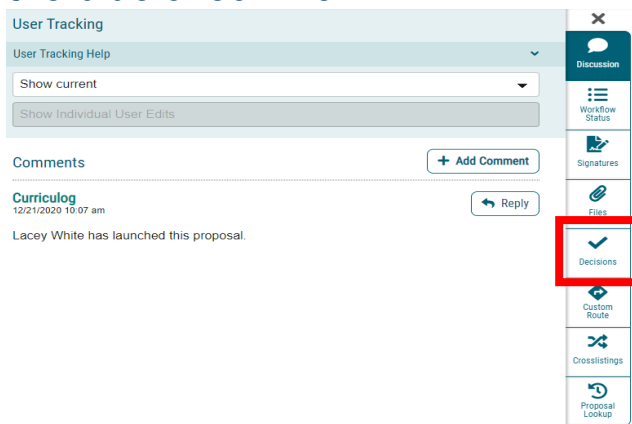 User Tracking
User Tracking Help
Show current
Show Individual User Edits
Comments
+ Add Comment
Curriculog
12/21/2020 10:07 am
Reply
Lacey White has launched this proposal.
Discussion
Workflow
Status
Signatures
Files
Decisions
Custom
Route
Crosslistings
Proposal
Lookup